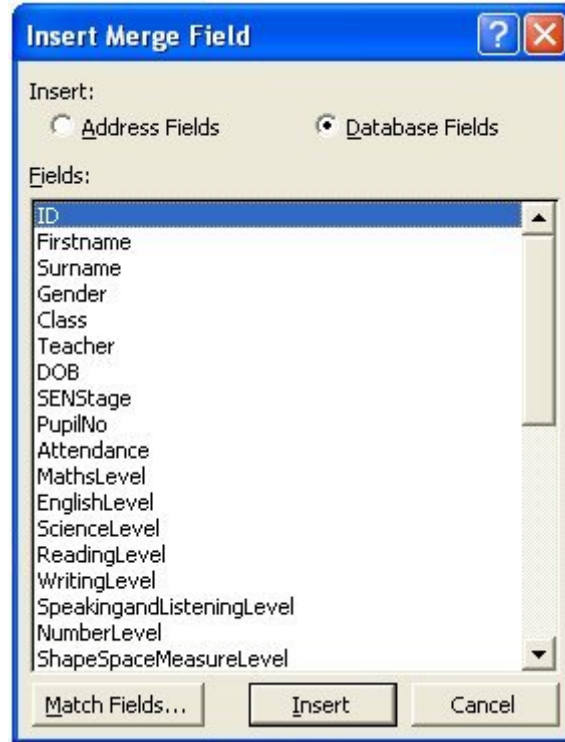 Insert Merge Field
Insert:
Address Fields Database Fields
Fields:
ID
Firstname
Surname
Gender
Class
Teacher
DOB
SENStage
PupilNo
Attendance
MathsLevel
EnglishLevel
ScienceLevel
ReadingLevel
WritingLevel
SpeakingandListeningLevel
NumberLevel
ShapeSpaceMeasureLevel
Match Fields... Insert Cancel